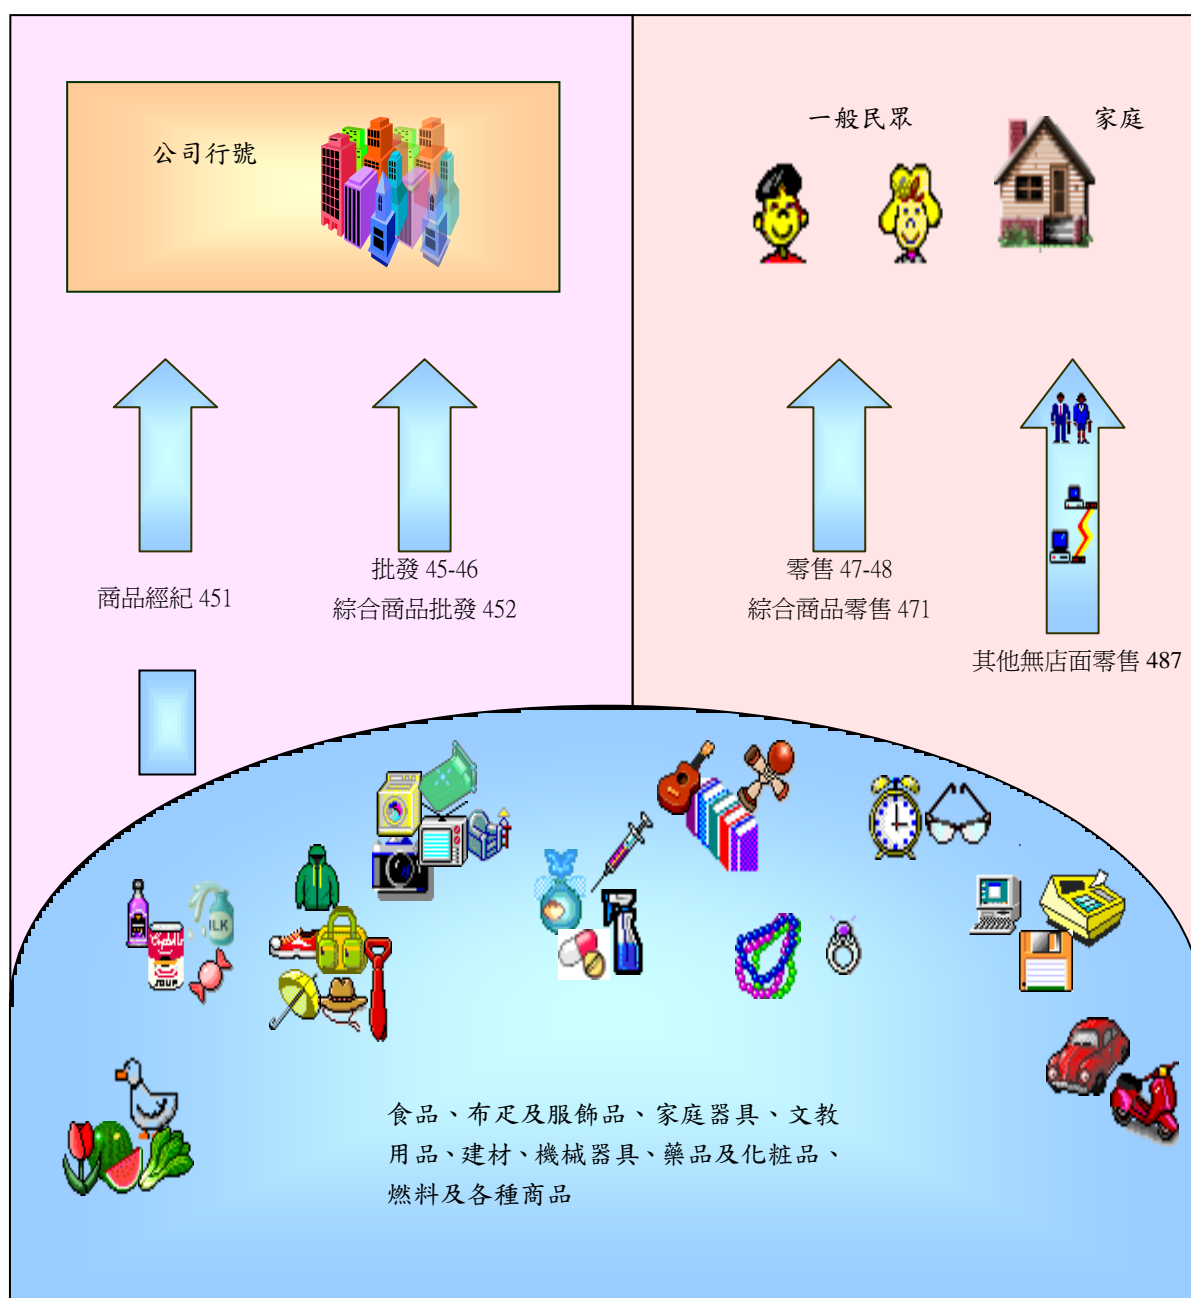 公司行號
一般民眾
家庭
商品經紀 451
批發 45-46
綜合商品批發 452
零售 47-48
綜合商品零售 471
其他無店面零售 487
ILK
SOUP
食品、布疋及服飾品、家庭器具、文教
用品、建材、機械器具、藥品及化粧品、
燃料及各種商品